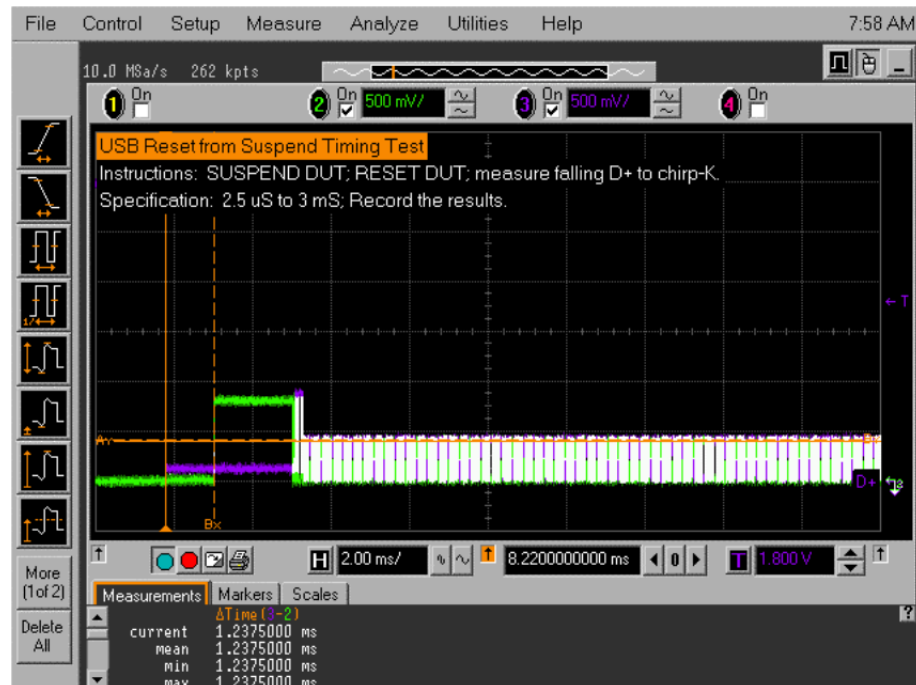 File Control Setup Measure Analyze Utilities Help 7:58 AM
10.0 MSa/s 262 kpts
1 On 2 On 500 mV/ 3 On 500 mV/ 4 On
USB Reset from Suspend Timing Test
Instructions: SUSPEND DUT; RESET DUT; measure falling D+ to chirp-K.
Specification: 2.5 uS to 3 mS; Record the results.
T
D+
Bx
H 2.00 ms/ 8.2200000000 ms 0 T 1.800 V
More
(1of 2)
Delete
All
Measurements Markers Scales
ΔTime(3-2)
current 1.2375000 ms
mean 1.2375000 ms
min 1.2375000 ms
max 1.2375000 ms
?